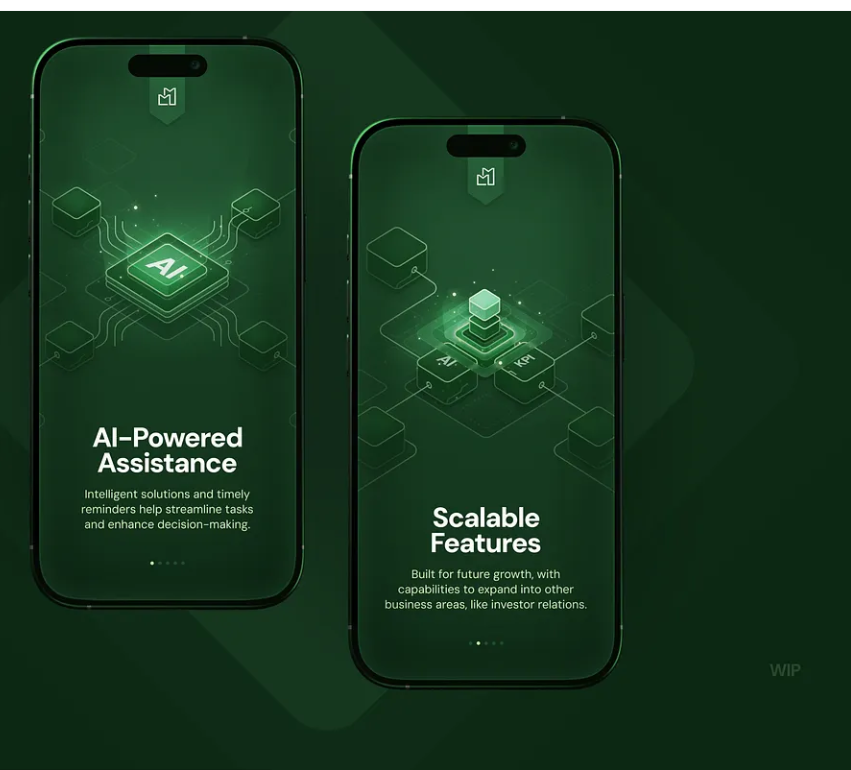 AI
AI-Powered
Assistance
Intelligent solutions and timely
reminders help streamline tasks
and enhance decision-making.
AI
KPI
Scalable
Features
Built for future growth, with
capabilities to expand into other
business areas, like investor relations.
WIP